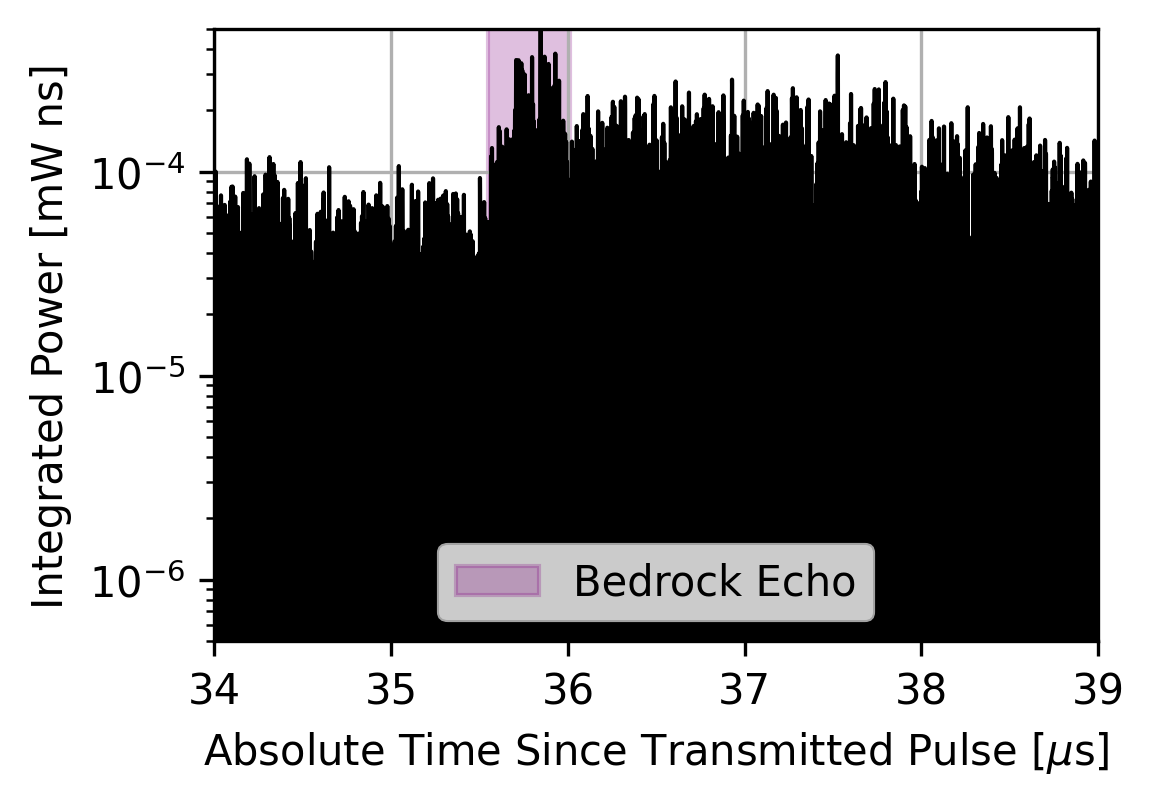 Integrated Power [mW ns]
10⁻⁴
10⁻⁵
10⁻⁶
Bedrock Echo
34 35 36 37 38 39
Absolute Time Since Transmitted Pulse [μs]